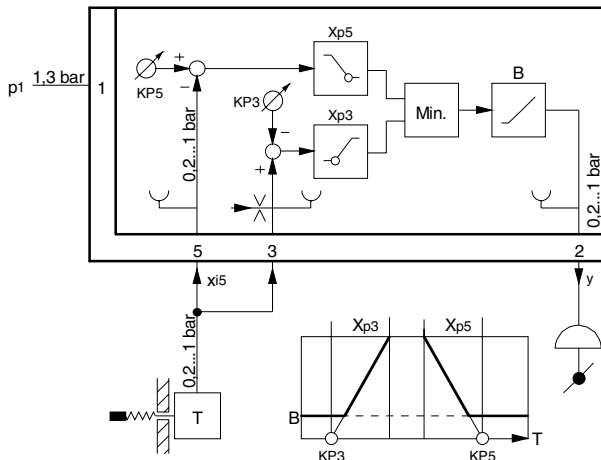 p1 1,3 bar
1
KP5
+
−
0,2...1 bar
Xp5
KP3
−
+
Xp3
Min.
B
0,2...1 bar
5
3
2
xi5
y
0,2...1 bar
T
Xp3
Xp5
B
T
KP3
KP5